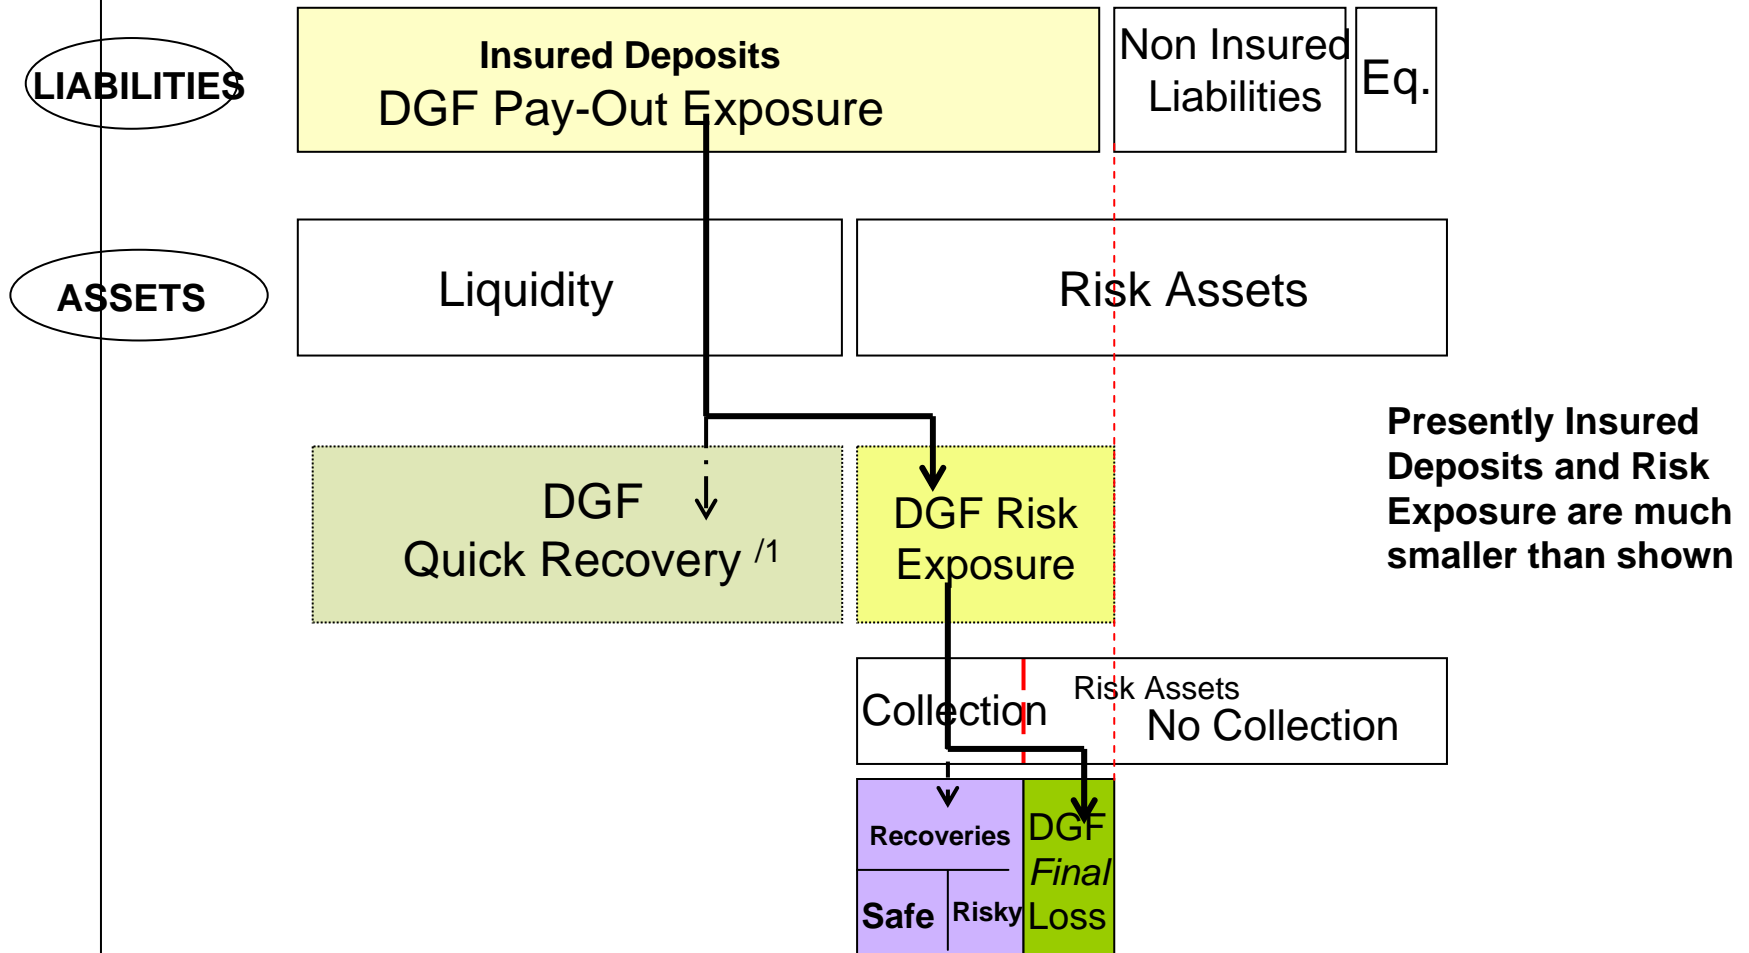 LIABILITIES
Insured Deposits
DGF Pay-Out Exposure
Non Insured
Liabilities
Eq.
ASSETS
Liquidity
Risk Assets
DGF
Quick Recovery /1
DGF Risk
Exposure
Presently Insured
Deposits and Risk
Exposure are much
smaller than shown
Collection
Risk Assets
No Collection
Recoveries
Safe
Risky
DGF
Final
Loss